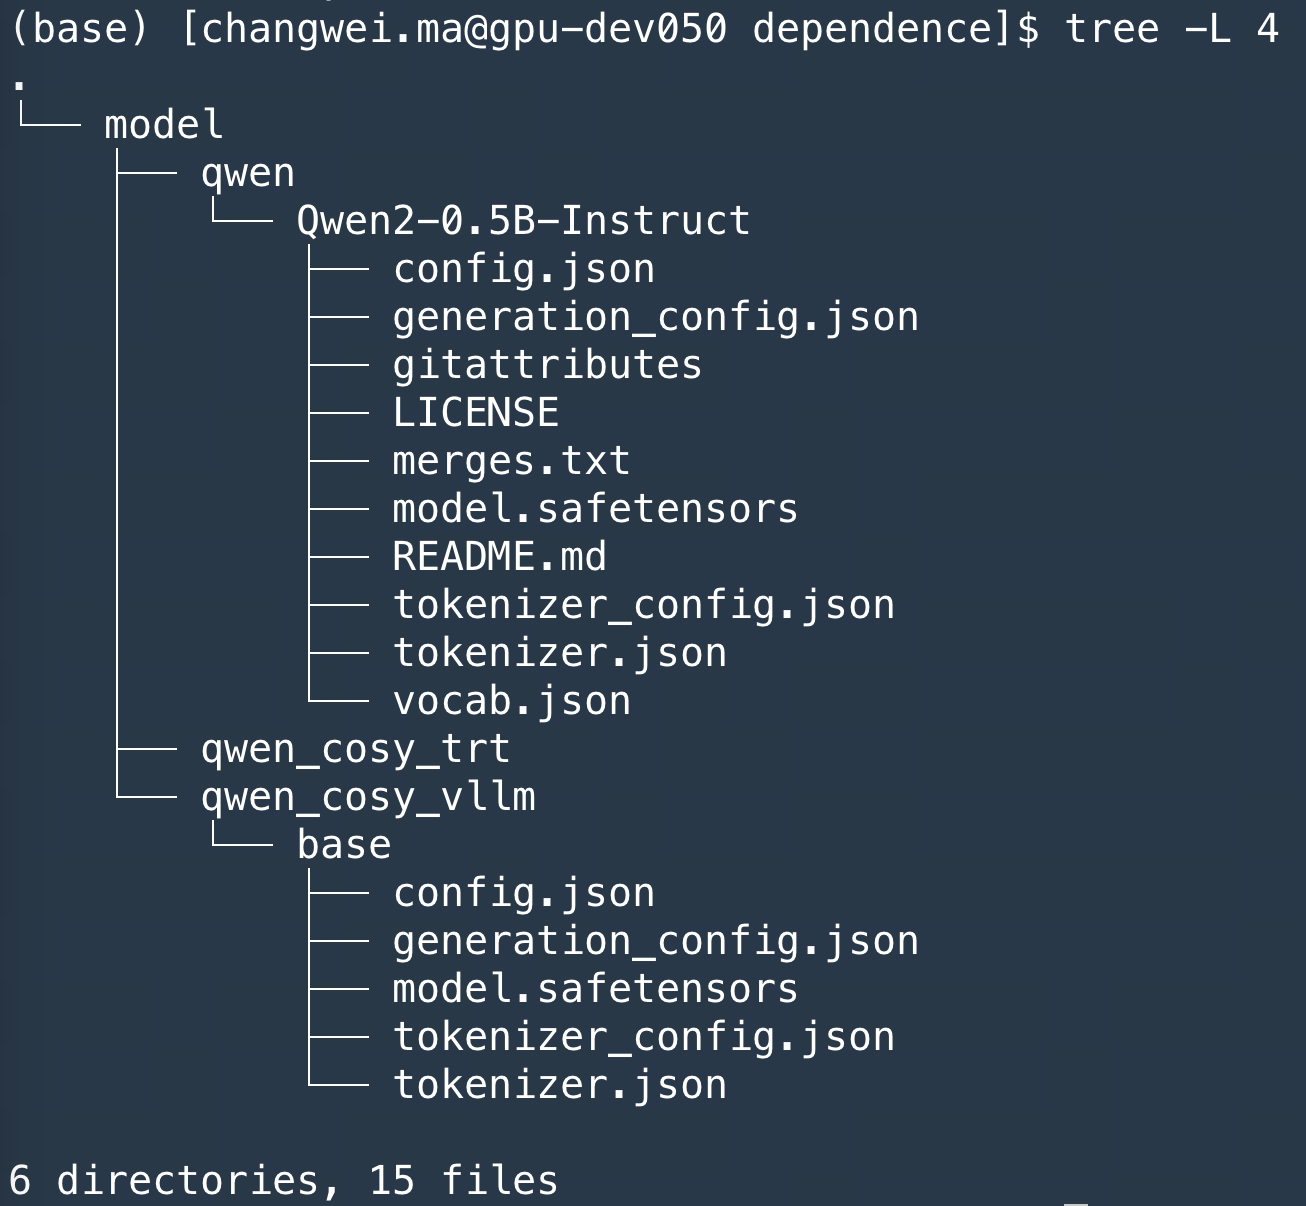 (base) [changwei.ma@gpu-dev050 dependence]$ tree -L 4
.
└── model
    ├── qwen
    │   └── Qwen2-0.5B-Instruct
    │       ├── config.json
    │       ├── generation_config.json
    │       ├── gitattributes
    │       ├── LICENSE
    │       ├── merges.txt
    │       ├── model.safetensors
    │       ├── README.md
    │       ├── tokenizer_config.json
    │       ├── tokenizer.json
    │       └── vocab.json
    ├── qwen_cosy_trt
    └── qwen_cosy_vllm
        └── base
            ├── config.json
            ├── generation_config.json
            ├── model.safetensors
            ├── tokenizer_config.json
            └── tokenizer.json
6 directories, 15 files